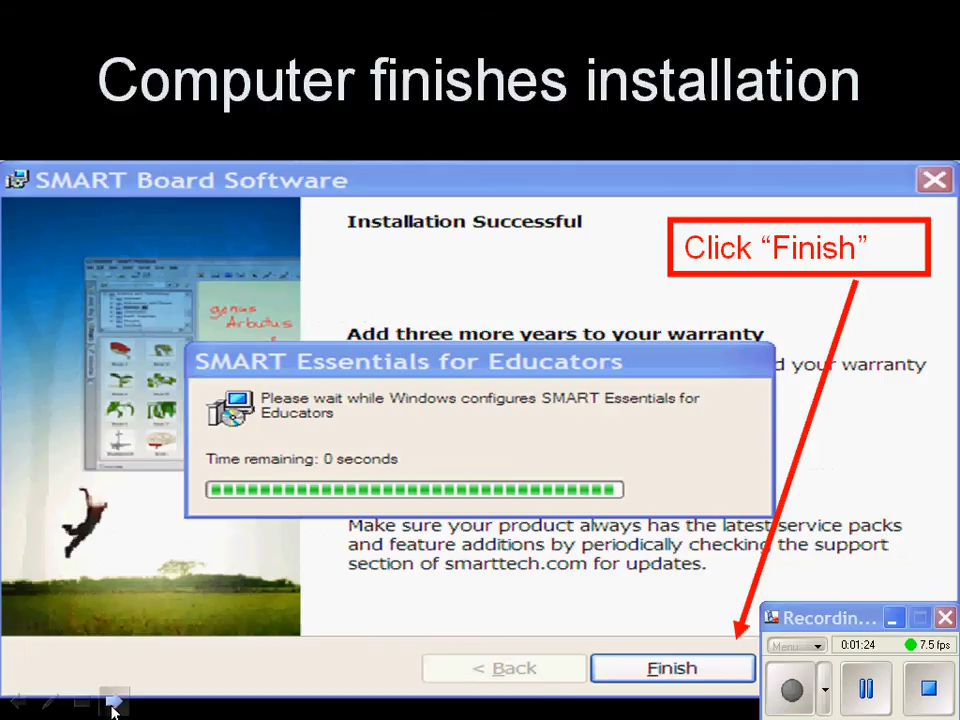 Computer finishes installation
SMART Board Software
Installation Successful
Click “Finish”
genus
Arbutus
Add three more years to your warranty
d your warranty
SMART Essentials for Educators
Please wait while Windows configures SMART Essentials for
Educators
Time remaining: 0 seconds
Make sure your product always has the latest service packs
and feature additions by periodically checking the support
section of smarttech.com for updates.
Recordin...
Menu
0:01:24
7.5 fps
< Back
Finish